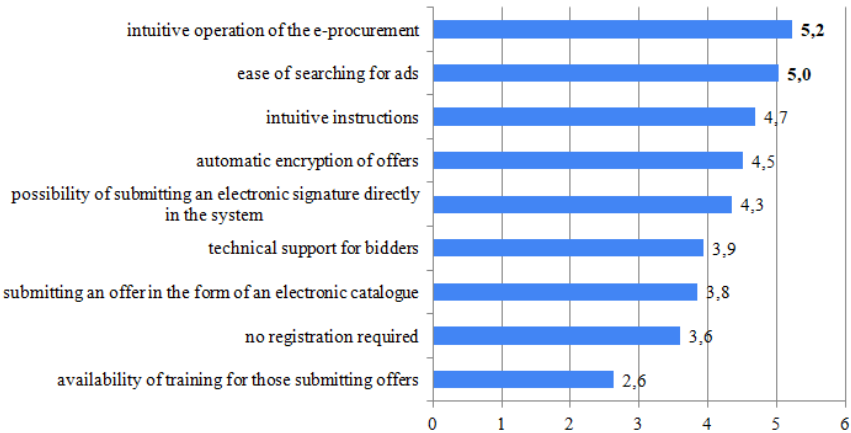 intuitive operation of the e-procurement 5,2
ease of searching for ads 5,0
intuitive instructions 4,7
automatic encryption of offers 4,5
possibility of submitting an electronic signature directly
in the system 4,3
technical support for bidders 3,9
submitting an offer in the form of an electronic catalogue 3,8
no registration required 3,6
availability of training for those submitting offers 2,6
0 1 2 3 4 5 6